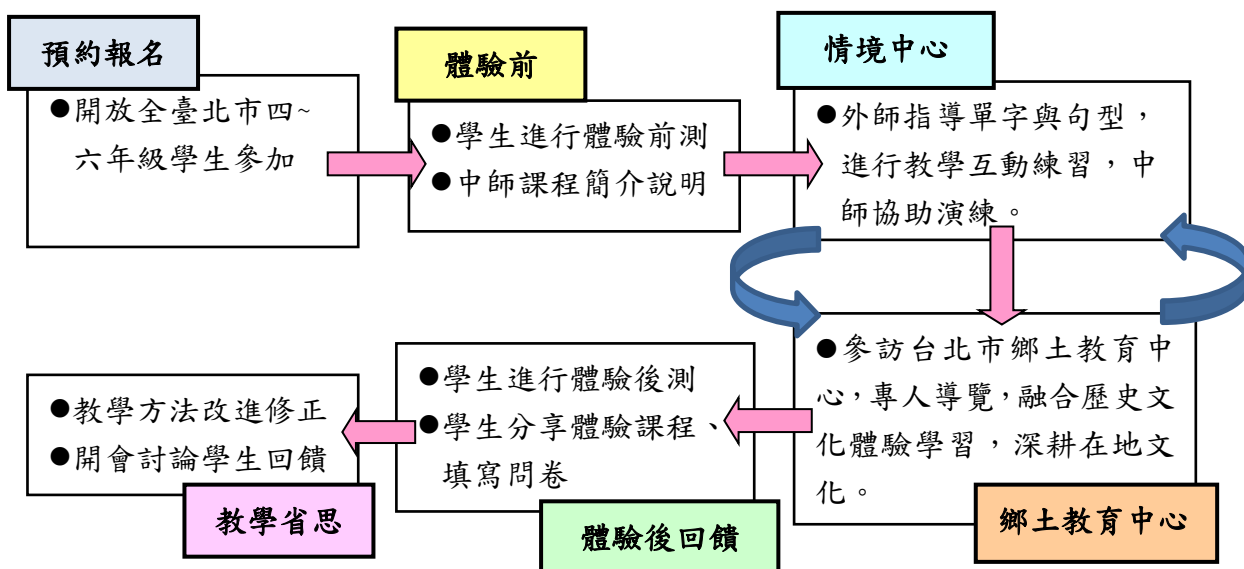 預約報名
●開放全臺北市四~
六年級學生參加
體驗前
●學生進行體驗前測
●中師課程簡介說明
情境中心
●外師指導單字與句型，
進行教學互動練習，中
師協助演練。
●參訪台北市鄉土教育中
心，專人導覽，融合歷史文
化體驗學習，深耕在地文
化。
鄉土教育中心
●學生進行體驗後測
●學生分享體驗課程、
填寫問卷
體驗後回饋
●教學方法改進修正
●開會討論學生回饋
教學省思